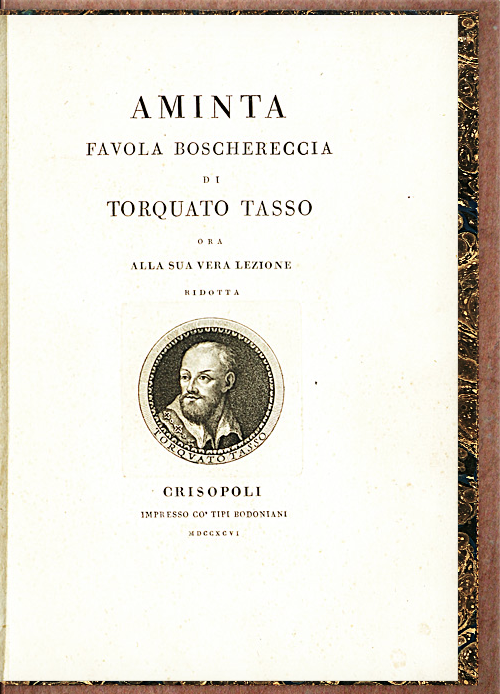 AMINTA
FAVOLA BOSCHERECCIA
DI
TORQUATO TASSO
ORA
ALLA SUA VERA LEZIONE
RIDOTTA
TORQVATO TASSO
CRISOPOLI
IMPRESSO CO' TIPI BODONIANI
MDCCXCVI